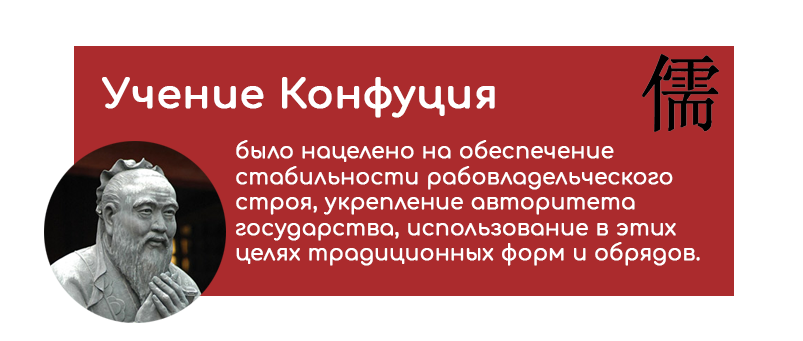 Учение Конфуция
儒
было нацелено на обеспечение
стабильности рабовладельческого
строя, укрепление авторитета
государства, использование в этих
целях традиционных форм и обрядов.